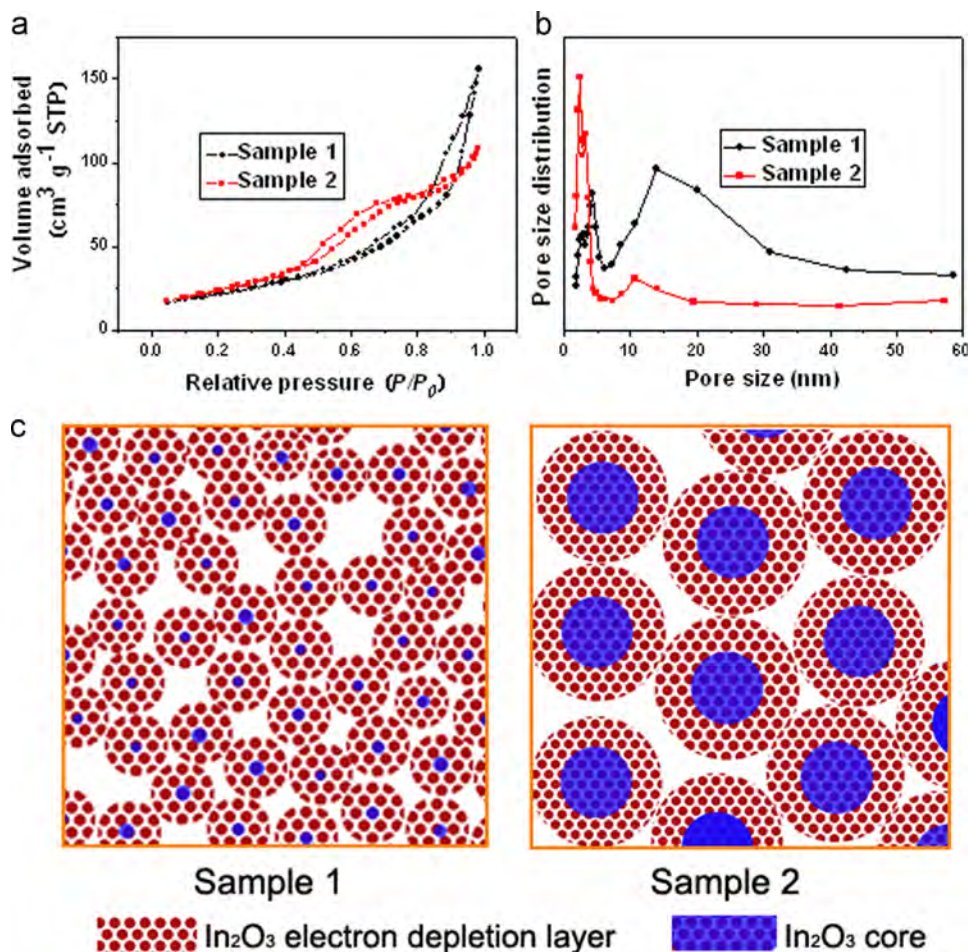 a
Volume adsorbed
(cm³ g⁻¹ STP)
150
100
50
0
Sample 1
Sample 2
0.0 0.2 0.4 0.6 0.8 1.0
Relative pressure (P/P₀)
b
Pore size distribution
Sample 1
Sample 2
0 10 20 30 40 50 60
Pore size (nm)
c
Sample 1
Sample 2
In₂O₃ electron depletion layer
In₂O₃ core